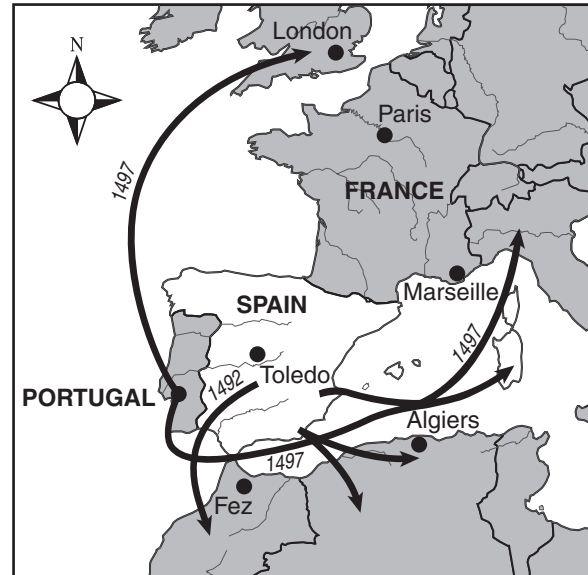 N
London
Paris
1497
FRANCE
Marseille
SPAIN
1497
Toledo
1492
PORTUGAL
Algiers
1497
Fez